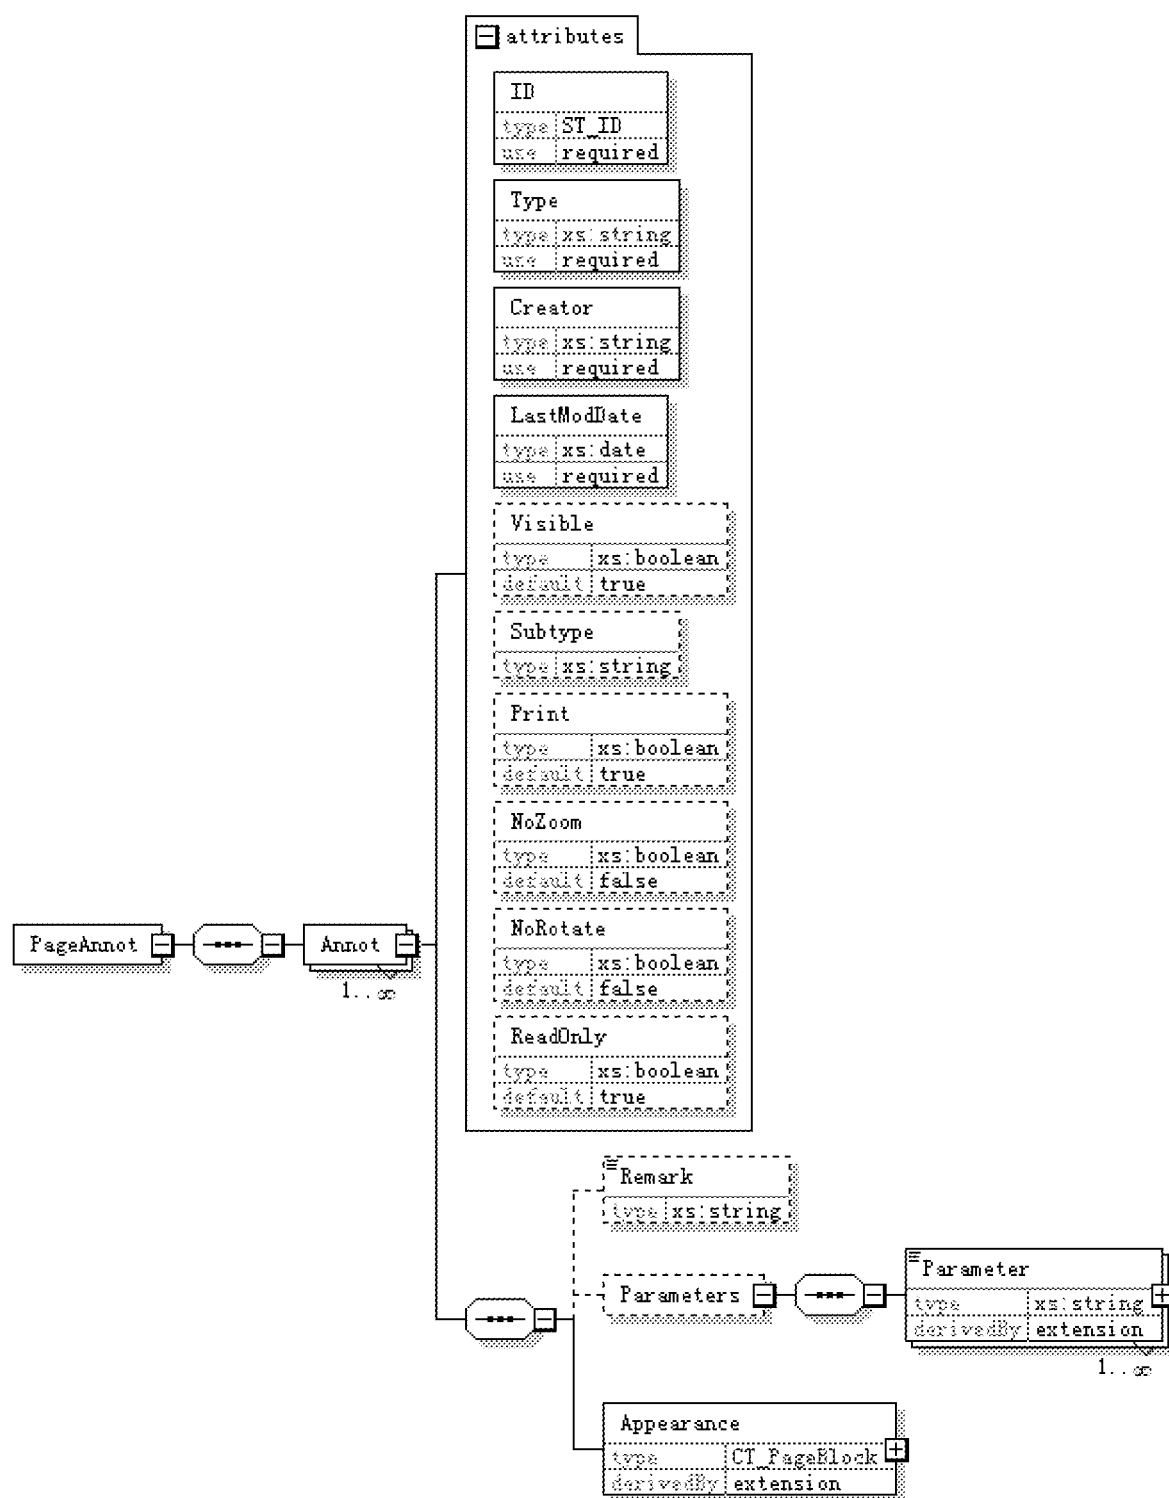 attributes
ID
type ST_ID
use required
Type
type xs:string
use required
Creator
type xs:string
use required
LastModDate
type xs:date
use required
Visible
type xs:boolean
default true
Subtype
type xs:string
Print
type xs:boolean
default true
NoZoom
type xs:boolean
default false
PageAnnot
Annot
1..∞
NoRotate
type xs:boolean
default false
ReadOnly
type xs:boolean
default true
Remark
type xs:string
Parameters
Parameter
type xs:string
derivedBy extension
1..∞
Appearance
type CT_PageBlock
derivedBy extension